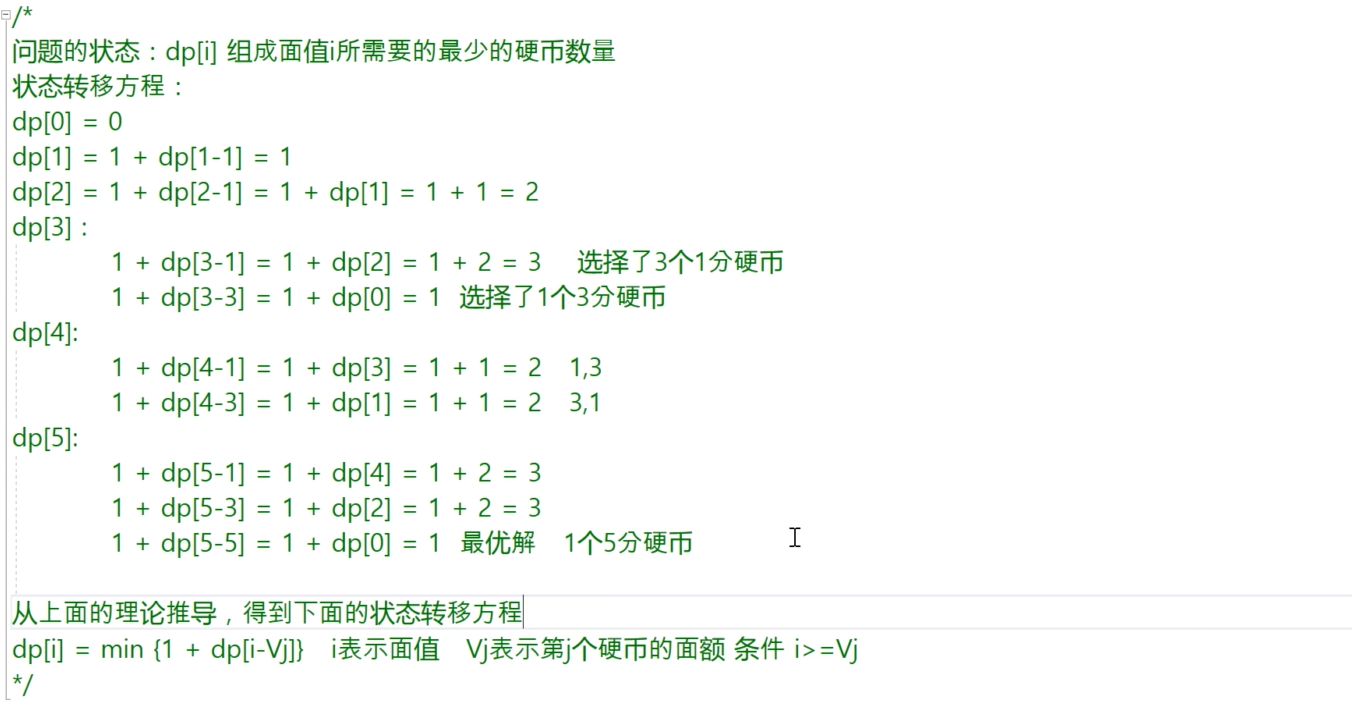 /*
问题的状态：dp[i] 组成面值i所需要的最少的硬币数量
状态转移方程：
dp[0] = 0
dp[1] = 1 + dp[1-1] = 1
dp[2] = 1 + dp[2-1] = 1 + dp[1] = 1 + 1 = 2
dp[3] :
1 + dp[3-1] = 1 + dp[2] = 1 + 2 = 3 选择了3个1分硬币
1 + dp[3-3] = 1 + dp[0] = 1 选择了1个3分硬币
dp[4]:
1 + dp[4-1] = 1 + dp[3] = 1 + 1 = 2 1,3
1 + dp[4-3] = 1 + dp[1] = 1 + 1 = 2 3,1
dp[5]:
1 + dp[5-1] = 1 + dp[4] = 1 + 2 = 3
1 + dp[5-3] = 1 + dp[2] = 1 + 2 = 3
1 + dp[5-5] = 1 + dp[0] = 1 最优解 1个5分硬币
从上面的理论推导，得到下面的状态转移方程
dp[i] = min {1 + dp[i-Vj]} i表示面值 Vj表示第j个硬币的面额 条件 i>=Vj
*/